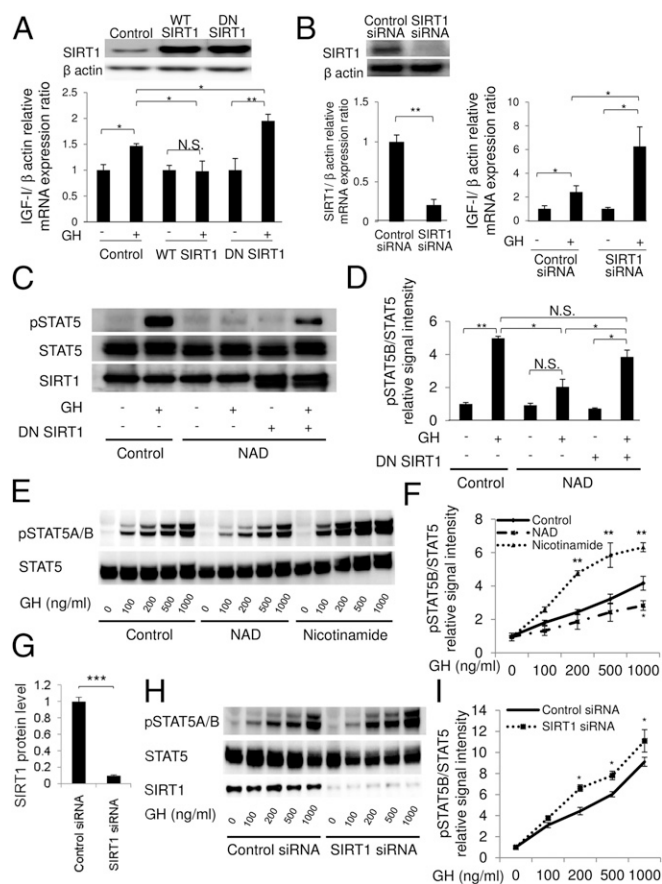 A
WT SIRT1
DN SIRT1
Control
SIRT1
β actin
IGF-I/ β actin relative mRNA expression ratio
2.5
2
1.5
1
0.5
0
*
*
*
**
N.S.
GH - + - + - +
Control WT SIRT1 DN SIRT1
B
Control siRNA
SIRT1 siRNA
SIRT1
β actin
SIRT1/ β actin relative mRNA expression ratio
1.5
1
0.5
0
**
Control siRNA
SIRT1 siRNA
IGF-I/ β actin relative mRNA expression ratio
10
8
6
4
2
0
*
*
*
GH - + - +
Control siRNA
SIRT1 siRNA
C
pSTAT5
STAT5
SIRT1
GH - + - + - +
DN SIRT1 - - - - + +
Control NAD
D
pSTAT5B/STAT5 relative signal intensity
8
6
4
2
0
N.S.
** * *
N.S. *
GH - + - + - +
DN SIRT1 - - - - + +
Control NAD
E
pSTAT5A/B
STAT5
GH (ng/ml) 0 100 200 500 1000 0 100 200 500 1000 0 100 200 500 1000
Control NAD Nicotinamide
F
pSTAT5B/STAT5 relative signal intensity
8
6
4
2
0
Control
NAD
Nicotinamide
** ** **
*
GH (ng/ml) 0 100 200 500 1000
G
SIRT1 protein level
1.2
1
0.8
0.6
0.4
0.2
0
***
Control siRNA
SIRT1 siRNA
H
pSTAT5A/B
STAT5
SIRT1
GH (ng/ml) 0 100 200 500 1000 0 100 200 500 1000
Control siRNA SIRT1 siRNA
I
pSTAT5B/STAT5 relative signal intensity
14
12
10
8
6
4
2
0
Control siRNA
SIRT1 siRNA
* * *
GH (ng/ml) 0 100 200 500 1000